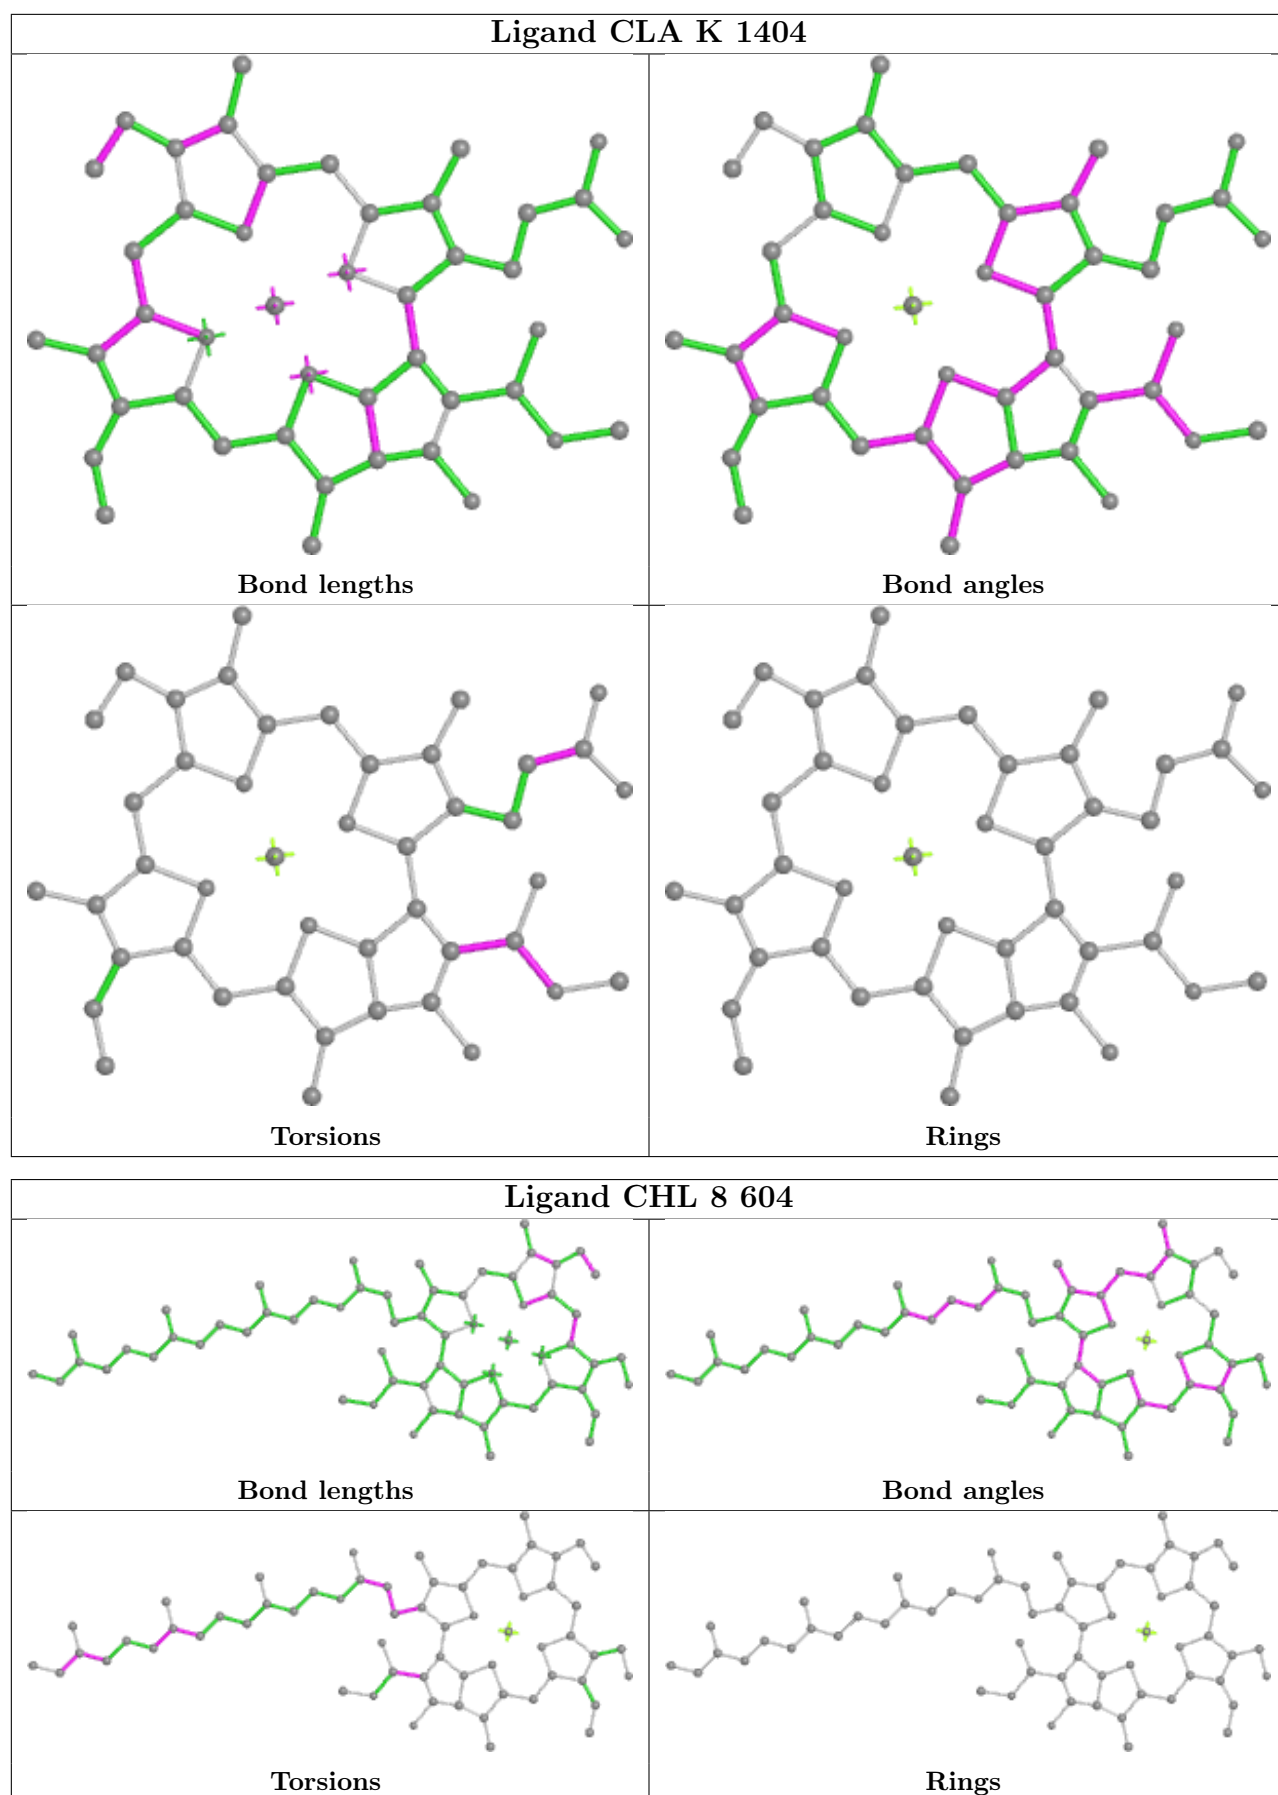 Ligand CLA K 1404
Bond lengths
Bond angles
Torsions
Rings
Ligand CHL 8 604
Bond lengths
Bond angles
Torsions
Rings